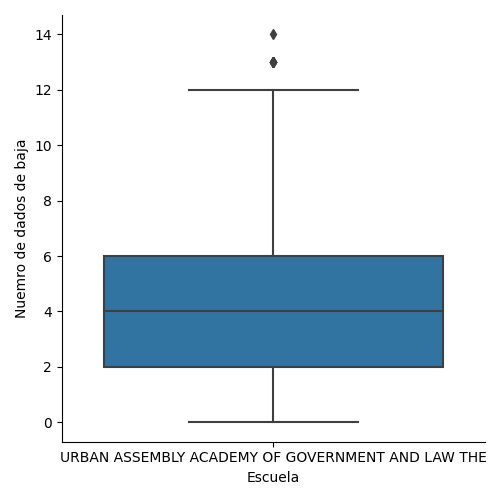 14
12
10
8
6
4
2
0
Nuemro de dados de baja
URBAN ASSEMBLY ACADEMY OF GOVERNMENT AND LAW THE
Escuela